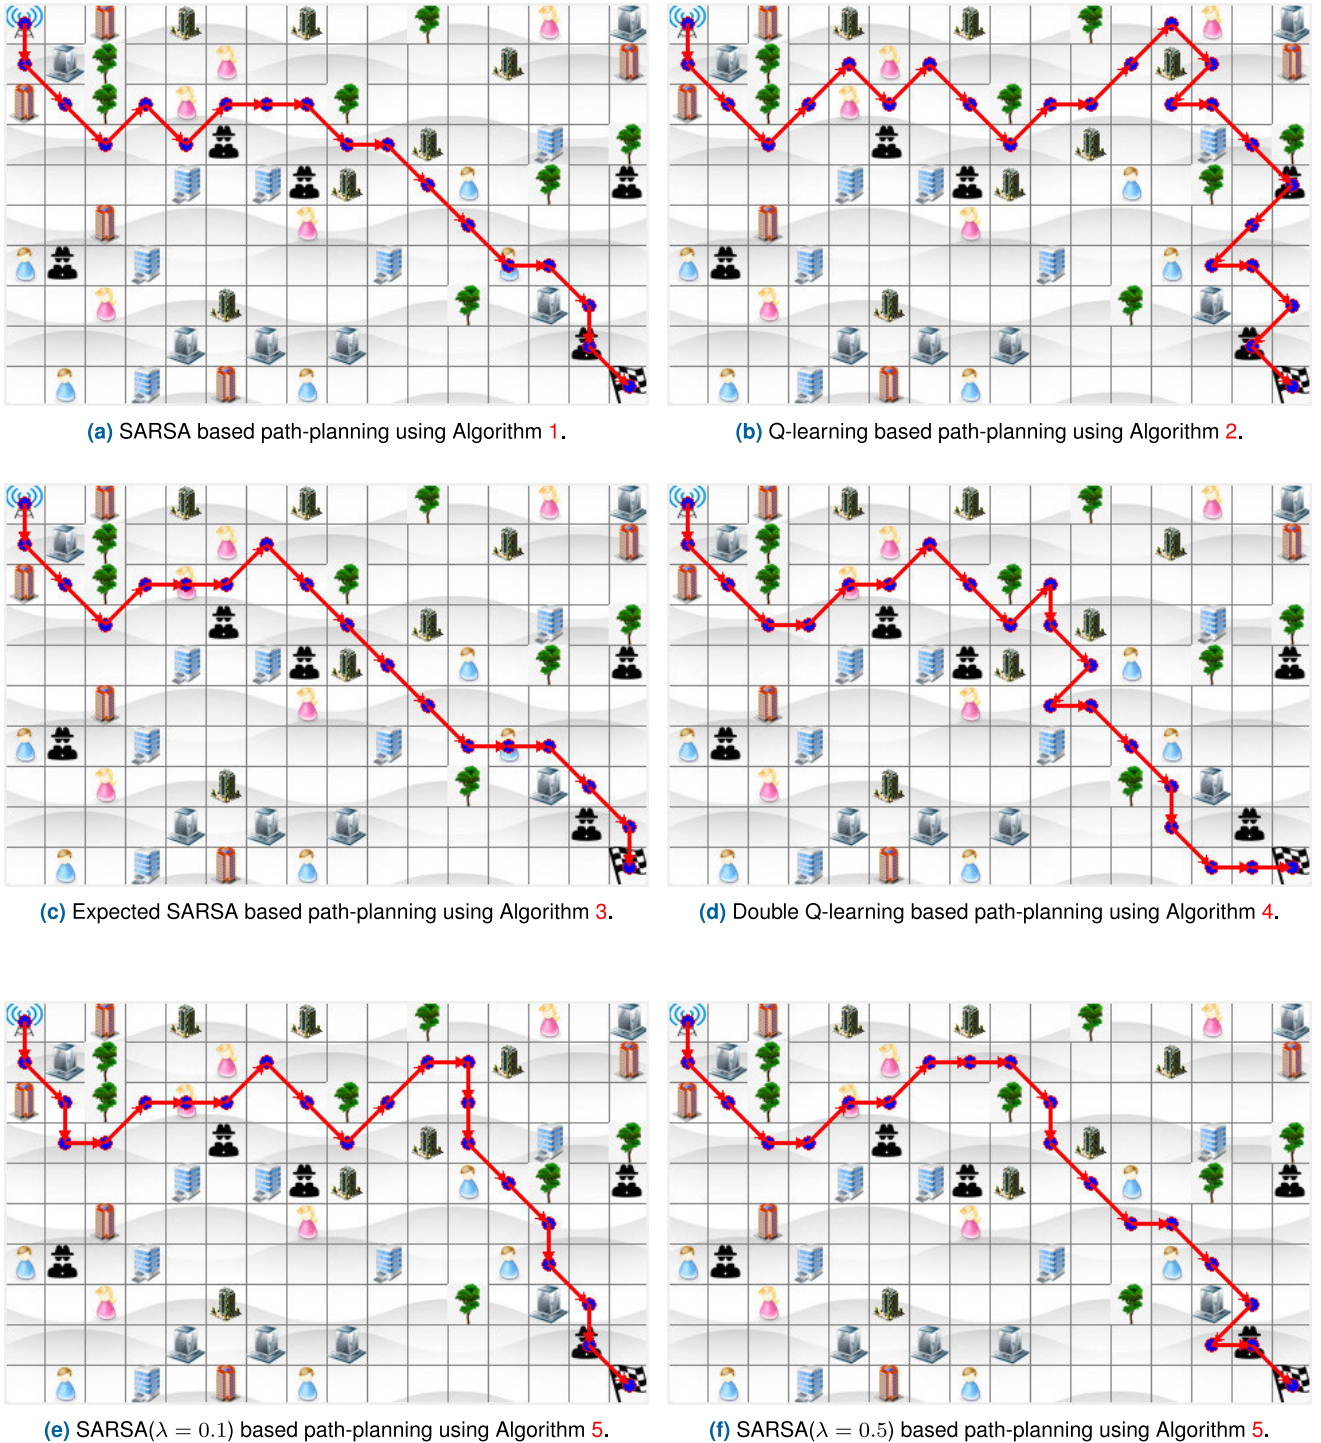 (a) SARSA based path-planning using Algorithm 1.
(b) Q-learning based path-planning using Algorithm 2.
(c) Expected SARSA based path-planning using Algorithm 3.
(d) Double Q-learning based path-planning using Algorithm 4.
(e) SARSA(λ = 0.1) based path-planning using Algorithm 5.
(f) SARSA(λ = 0.5) based path-planning using Algorithm 5.